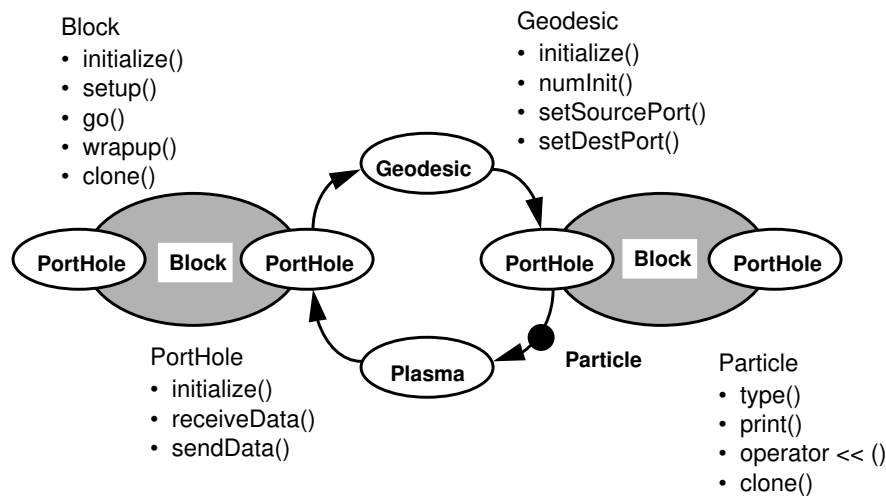 Block
• initialize()
• setup()
• go()
• wrapup()
• clone()
Geodesic
• initialize()
• numInit()
• setSourcePort()
• setDestPort()
Geodesic
PortHole
Block
PortHole
PortHole
Block
PortHole
Plasma
Particle
PortHole
• initialize()
• receiveData()
• sendData()
Particle
• type()
• print()
• operator << ()
• clone()